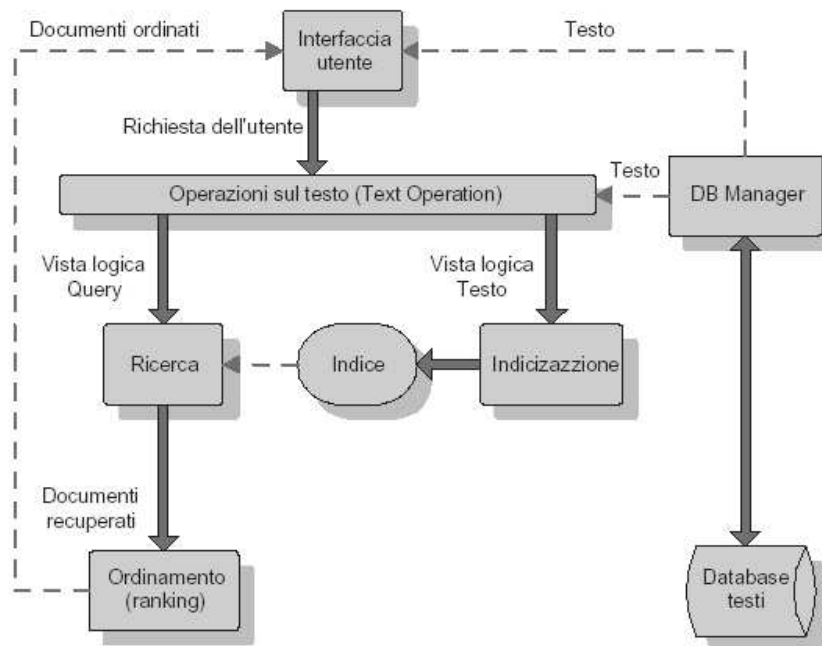 Documenti ordinati
Interfaccia
utente
Testo
Richiesta dell'utente
Operazioni sul testo (Text Operation)
Testo
DB Manager
Vista logica
Query
Vista logica
Testo
Ricerca
Indice
Indicizazzione
Documenti
recuperati
Ordinamento
(ranking)
Database
testi